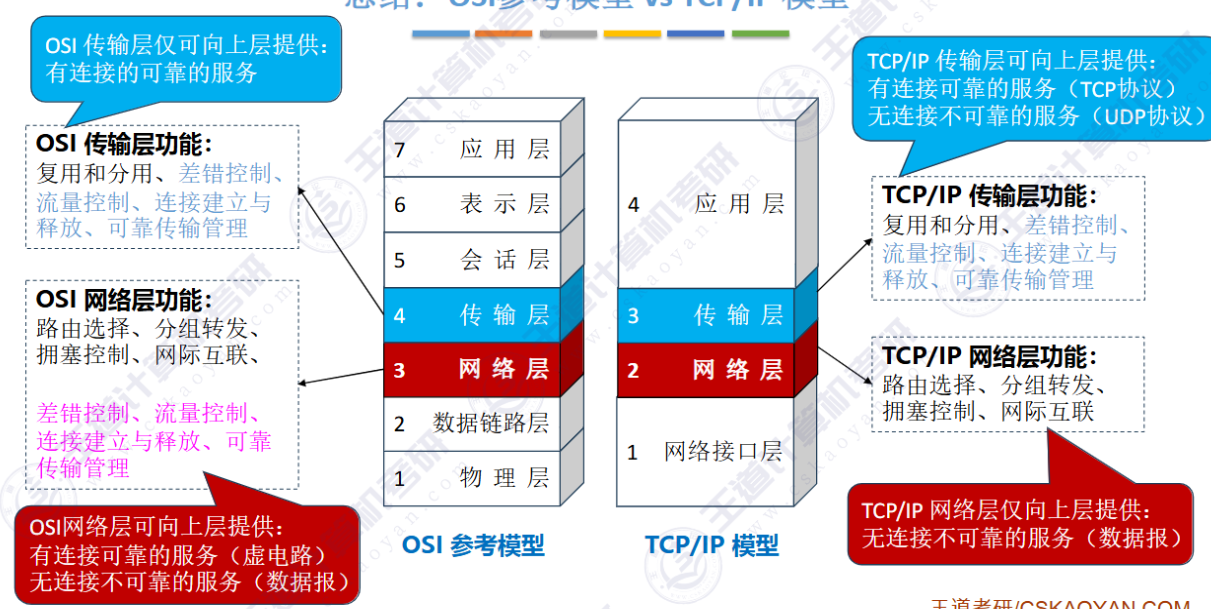 总结：OSI参考模型 vs TCP/IP 模型
OSI 传输层仅可向上层提供：
有连接的可靠的服务
OSI 传输层功能：
复用和分用、差错控制、
流量控制、连接建立与
释放、可靠传输管理
OSI 网络层功能：
路由选择、分组转发、
拥塞控制、网际互联、
差错控制、流量控制、
连接建立与释放、可靠
传输管理
OSI网络层可向上层提供：
有连接可靠的服务（虚电路）
无连接不可靠的服务（数据报）
7 应用层
6 表示层
5 会话层
4 传输层
3 网络层
2 数据链路层
1 物理层
OSI 参考模型
4 应用层
3 传输层
2 网络层
1 网络接口层
TCP/IP 模型
TCP/IP 传输层可向上层提供：
有连接可靠的服务（TCP协议）
无连接不可靠的服务（UDP协议）
TCP/IP 传输层功能：
复用和分用、差错控制、
流量控制、连接建立与
释放、可靠传输管理
TCP/IP 网络层功能：
路由选择、分组转发、
拥塞控制、网际互联
TCP/IP 网络层仅向上层提供：
无连接不可靠的服务（数据报）
王道考研/CSKAOYAN.COM
王道计算机考研
www.cskaoyan.com